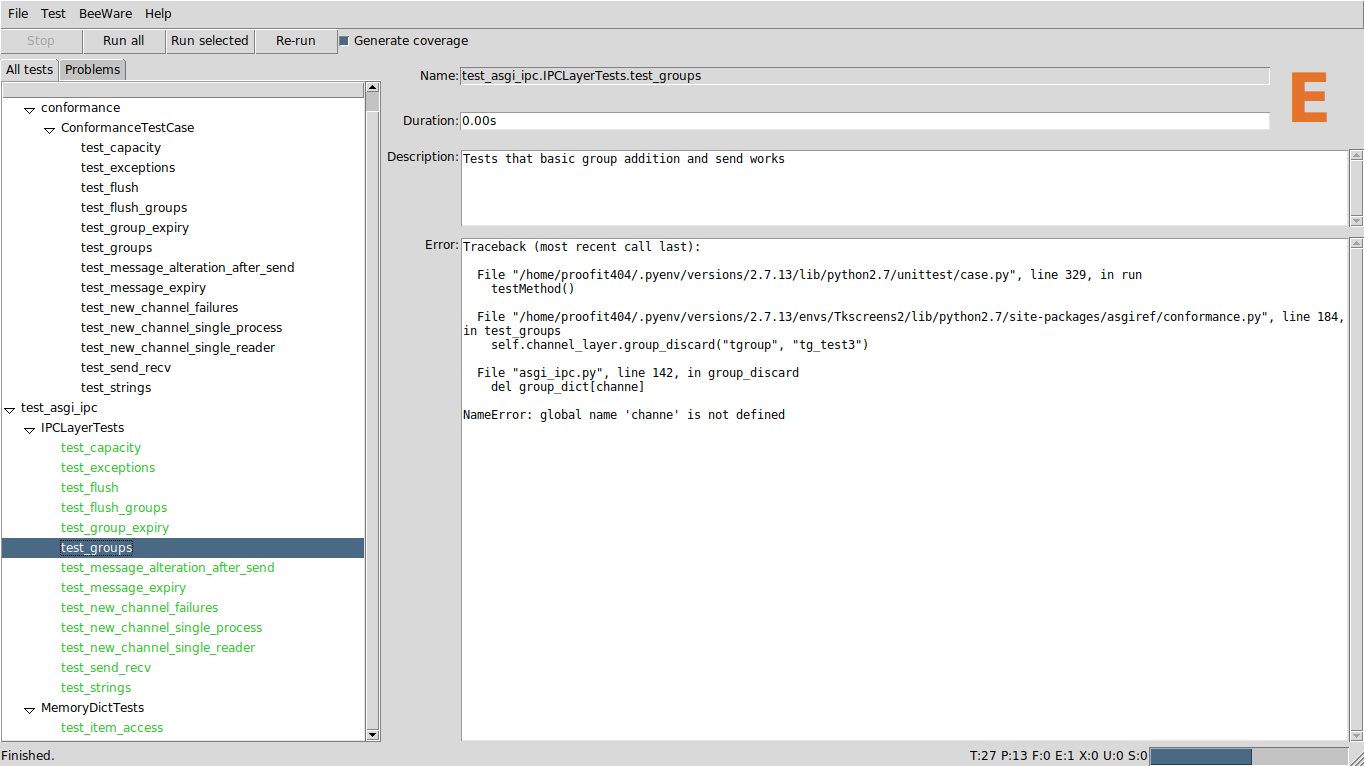 File Test BeeWare Help
Stop Run all Run selected Re-run Generate coverage
All tests Problems
conformance
ConformanceTestCase
test_capacity
test_exceptions
test_flush
test_flush_groups
test_group_expiry
test_groups
test_message_alteration_after_send
test_message_expiry
test_new_channel_failures
test_new_channel_single_process
test_new_channel_single_reader
test_send_recv
test_strings
test_asgi_ipc
IPCLayerTests
test_capacity
test_exceptions
test_flush
test_flush_groups
test_group_expiry
test_groups
test_message_alteration_after_send
test_message_expiry
test_new_channel_failures
test_new_channel_single_process
test_new_channel_single_reader
test_send_recv
test_strings
MemoryDictTests
test_item_access
Name: test_asgi_ipc.IPCLayerTests.test_groups
E
Duration: 0.00s
Description: Tests that basic group addition and send works
Error: Traceback (most recent call last):
File "/home/proofit404/.pyenv/versions/2.7.13/lib/python2.7/unittest/case.py", line 329, in run
testMethod()
File "/home/proofit404/.pyenv/versions/2.7.13/envs/Tkscreens2/lib/python2.7/site-packages/asgiref/conformance.py", line 184,
in test_groups
self.channel_layer.group_discard("tgroup", "tg_test3")
File "asgi_ipc.py", line 142, in group_discard
del group_dict[channe]
NameError: global name 'channe' is not defined
Finished.
T:27 P:13 F:0 E:1 X:0 U:0 S:0